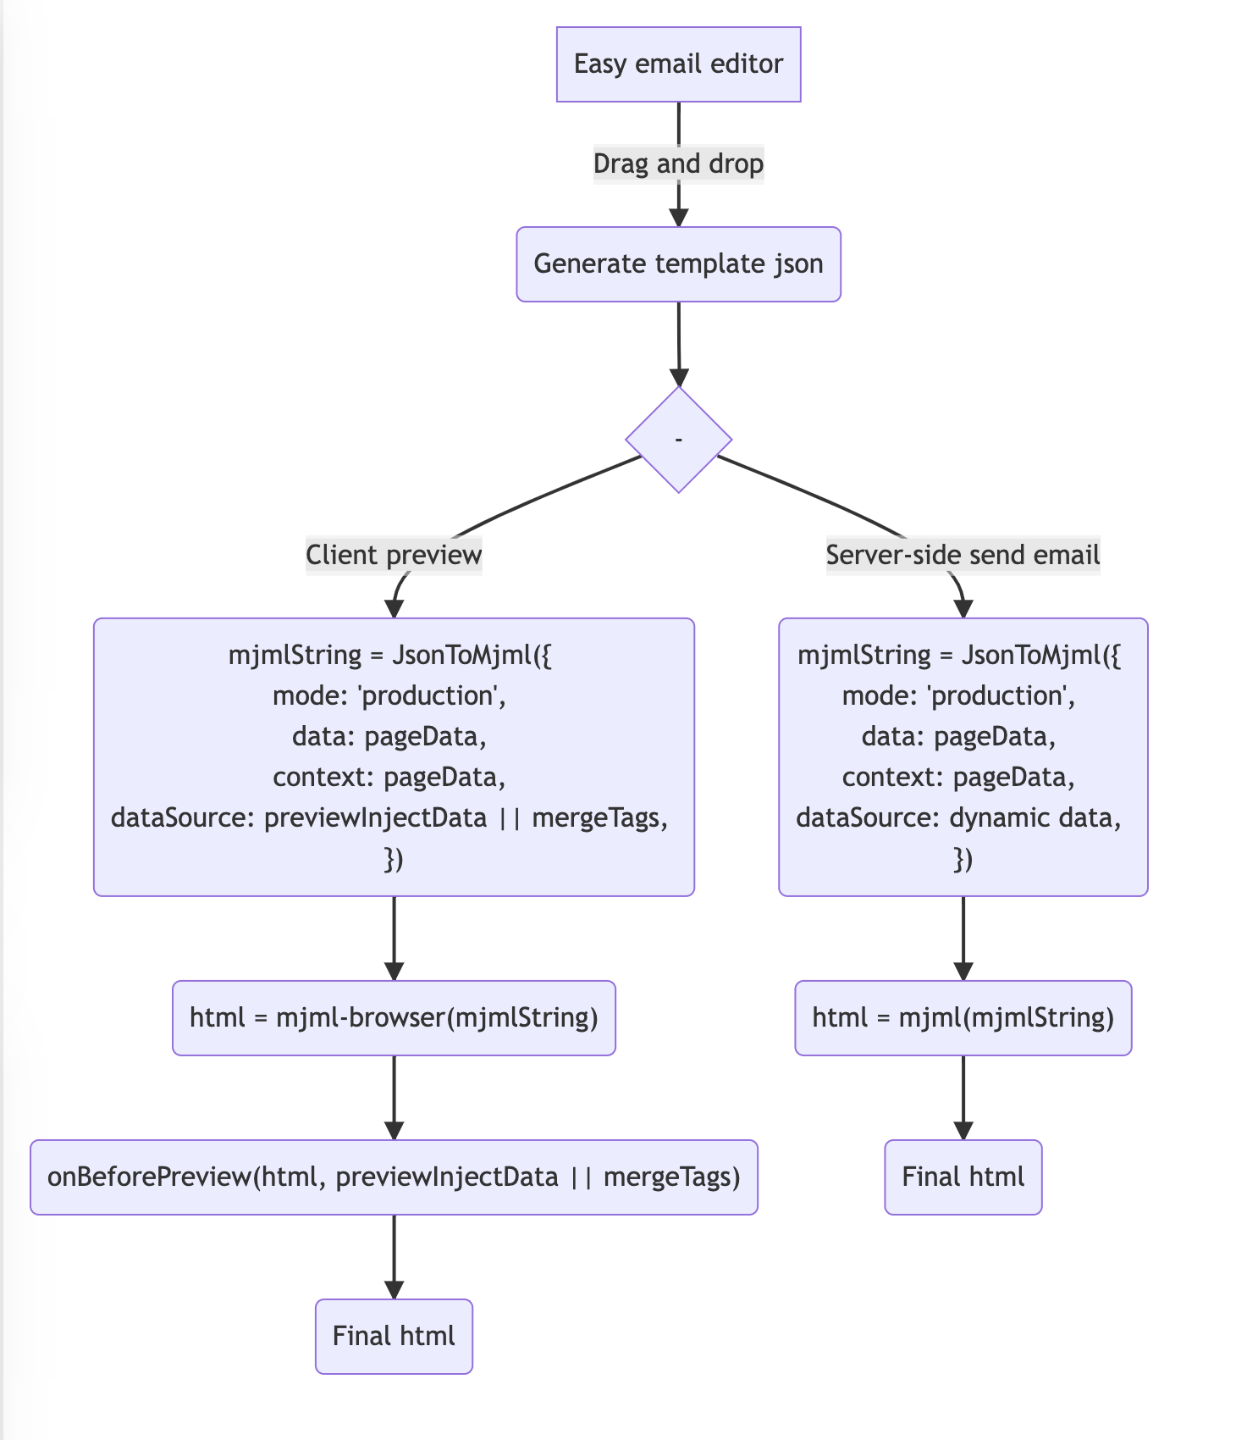 Easy email editor
Drag and drop
Generate template json
-
Client preview
Server-side send email
mjmlString = JsonToMjml({
mode: 'production',
data: pageData,
context: pageData,
dataSource: previewInjectData || mergeTags,
})
mjmlString = JsonToMjml({
mode: 'production',
data: pageData,
context: pageData,
dataSource: dynamic data,
})
html = mjml-browser(mjmlString)
html = mjml(mjmlString)
onBeforePreview(html, previewInjectData || mergeTags)
Final html
Final html